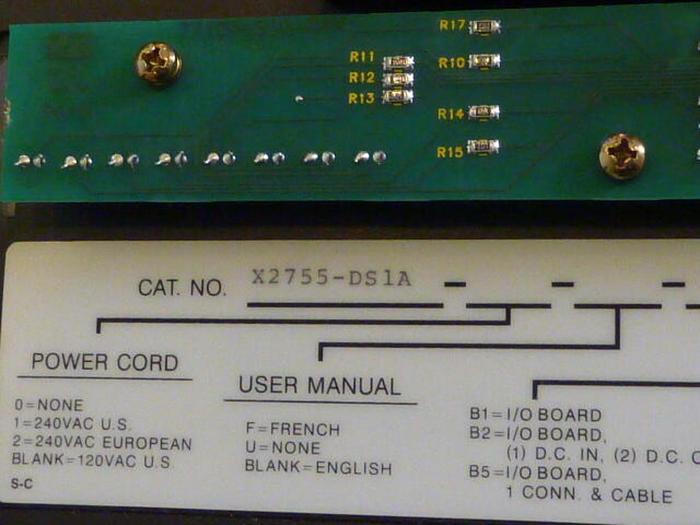 R17
R11
R10
R12
R13
R14
R15
CAT. NO. X2755-DS1A - - -
POWER CORD
0=NONE
1=240VAC U.S.
2=240VAC EUROPEAN
BLANK=120VAC U.S
S-C
USER MANUAL
F=FRENCH
U=NONE
BLANK=ENGLISH
B1=I/O BOARD
B2=I/O BOARD,
(1) D.C. IN, (2) D.C.
B5=I/O BOARD,
1 CONN. & CABLE